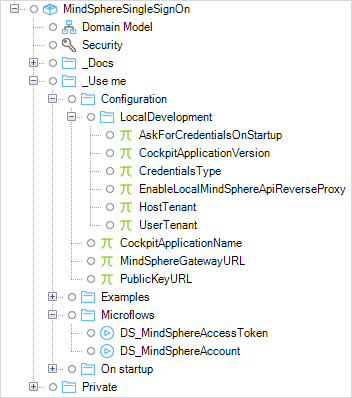 MindSphereSingleSignOn
Domain Model
Security
_Docs
_Use me
Configuration
LocalDevelopment
AskForCredentialsOnStartup
CockpitApplicationVersion
CredentialsType
EnableLocalMindSphereApiReverseProxy
HostTenant
UserTenant
CockpitApplicationName
MindSphereGatewayURL
PublicKeyURL
Examples
Microflows
DS_MindSphereAccessToken
DS_MindSphereAccount
On startup
Private